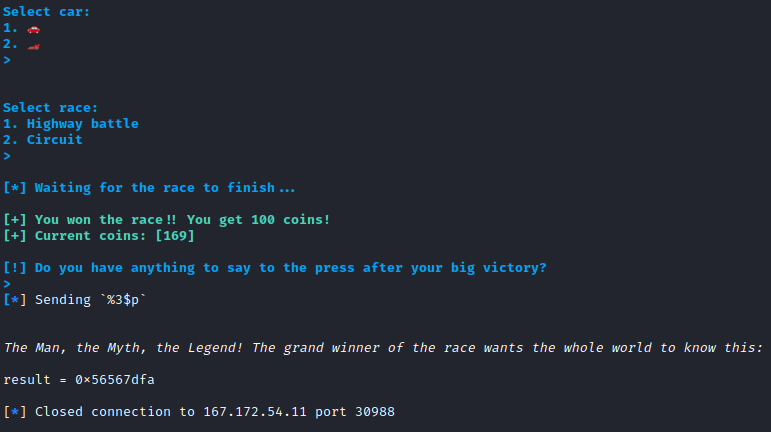 Select car:
1. 🚗
2. 🏎️
>
Select race:
1. Highway battle
2. Circuit
>
[*] Waiting for the race to finish...
[+] You won the race!! You get 100 coins!
[+] Current coins: [169]
[!] Do you have anything to say to the press after your big victory?
>
[*] Sending `%3$p`
The Man, the Myth, the Legend! The grand winner of the race wants the whole world to know this:
result = 0x56567dfa
[*] Closed connection to 167.172.54.11 port 30988